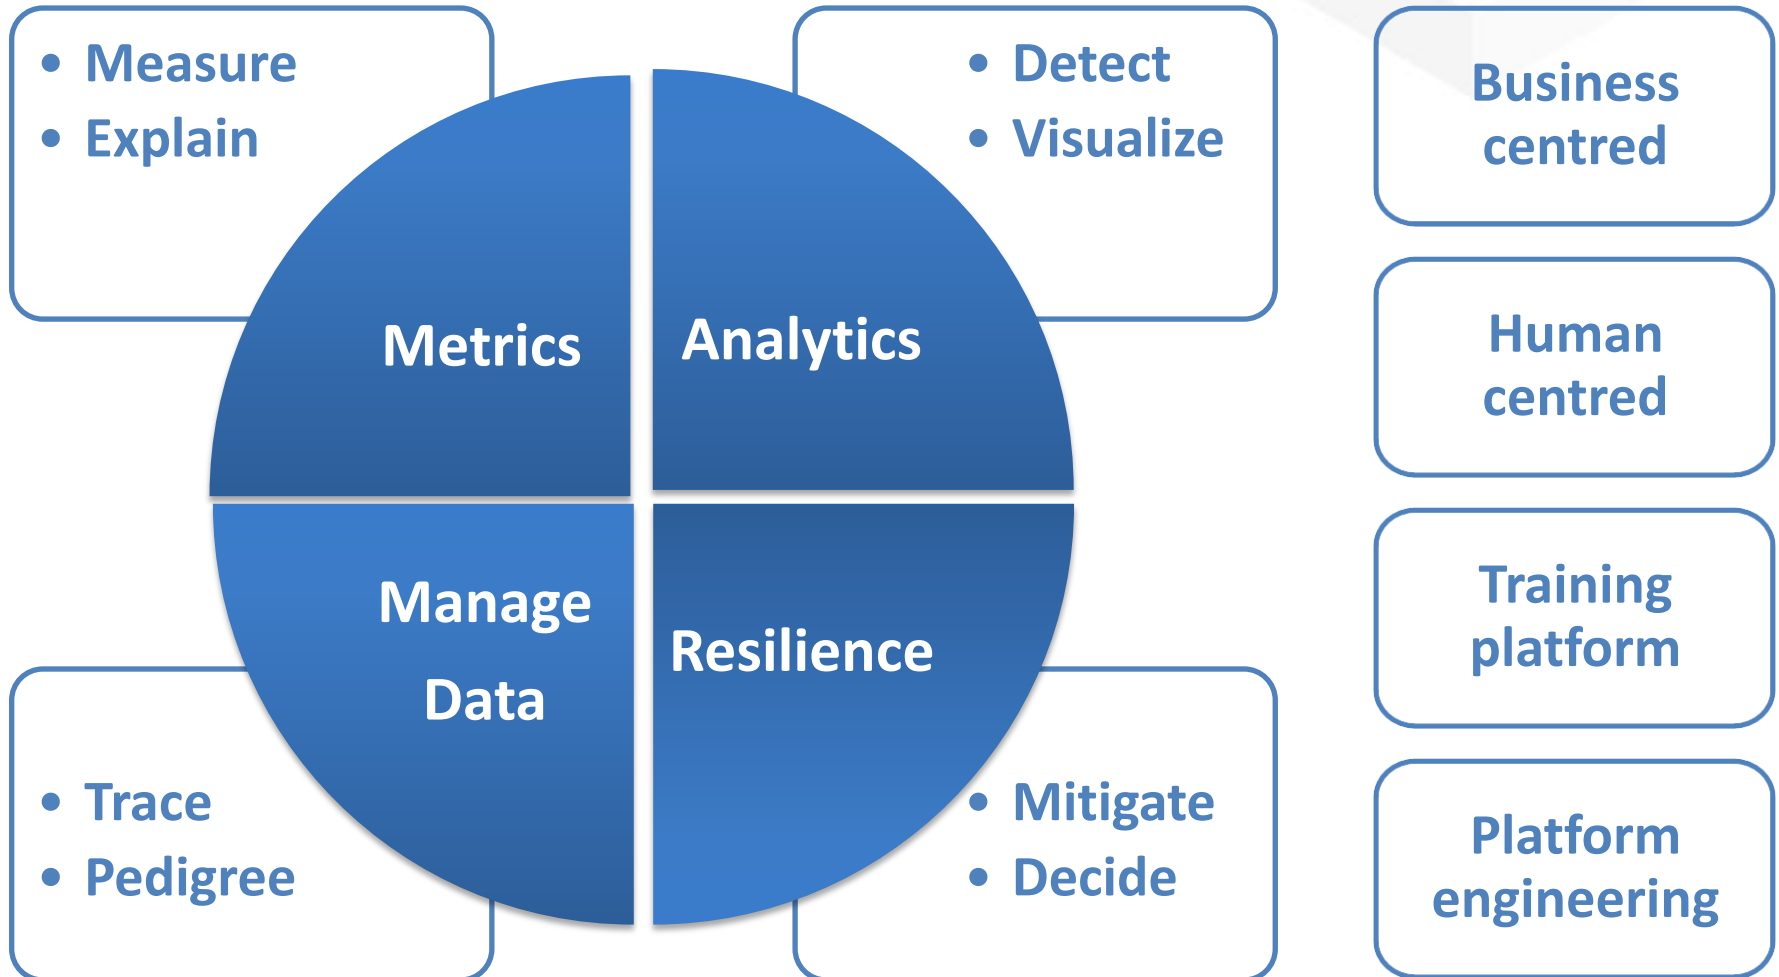 • Measure
• Explain
Metrics
• Detect
• Visualize
Analytics
Manage
Data
• Trace
• Pedigree
Resilience
• Mitigate
• Decide
Business
centred
Human
centred
Training
platform
Platform
engineering